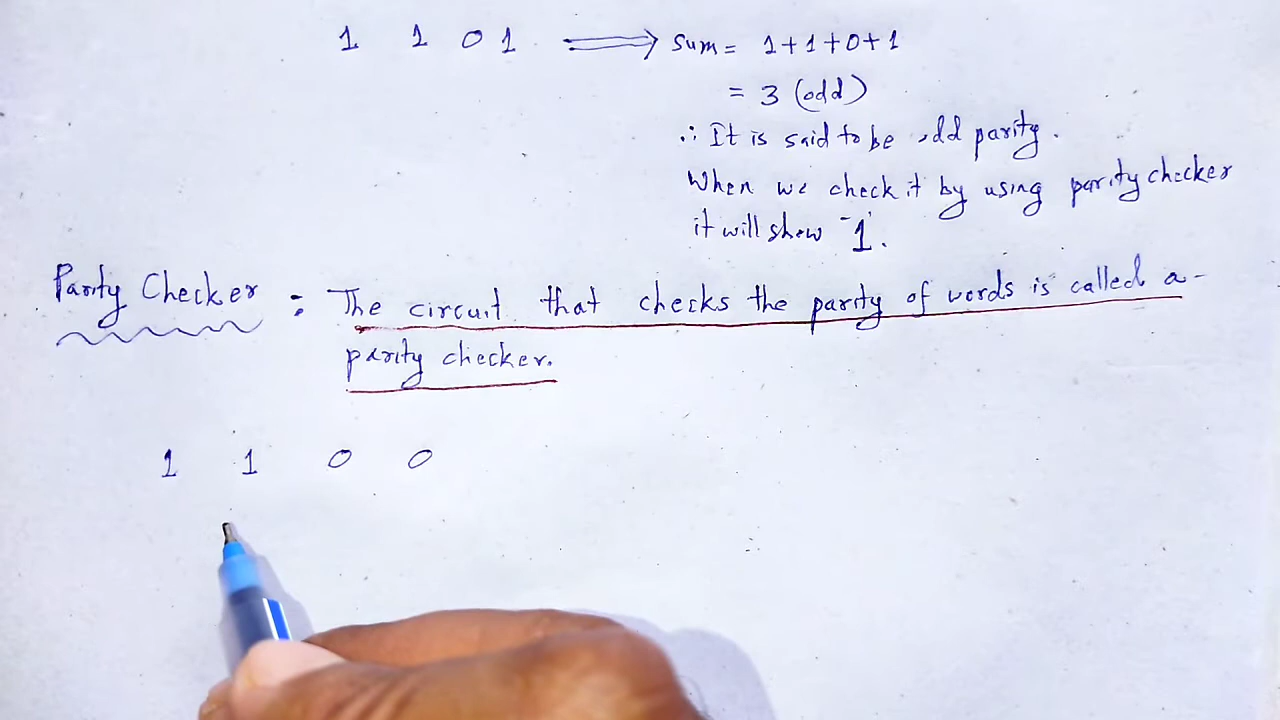 1 1 0 1 ⟹ Sum = 1+1+0+1
= 3 (odd)
∴ It is said to be odd parity.
When we check it by using parity checker
it will show "1".
Parity Checker : The circuit that checks the parity of words is called a-
parity checker.
1 1 0 0